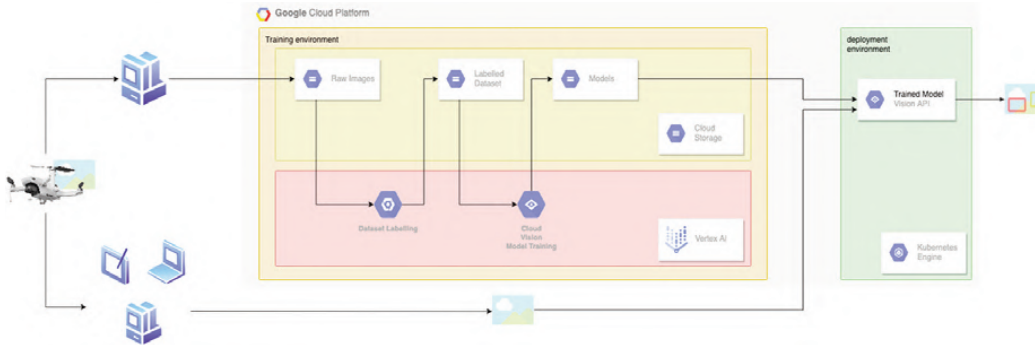 Google Cloud Platform
Training environment
deployment
environment
Raw Images
Labelled
Dataset
Models
Trained Model
Vision API
Cloud
Storage
Dataset Labelling
Cloud
Vision
Model Training
Vertex AI
Kubernetes
Engine